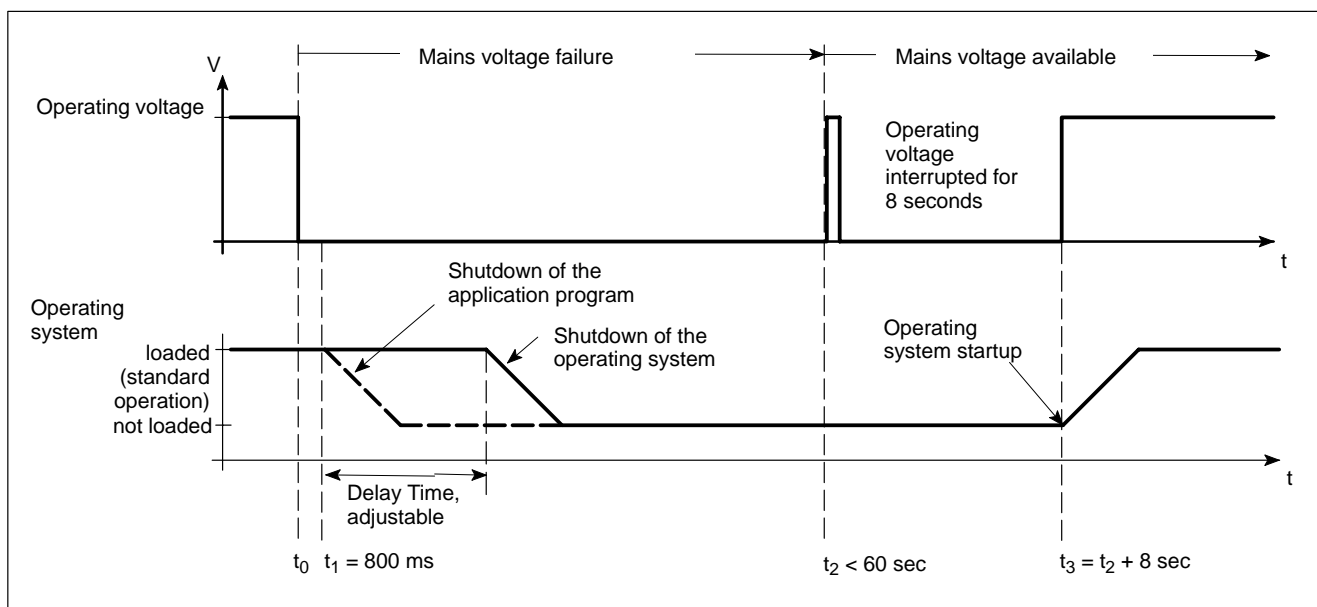 Mains voltage failure
Mains voltage available
V
Operating voltage
Operating
voltage
interrupted for
8 seconds
t
Shutdown of the
application program
Operating
system
Shutdown of the
operating system
Operating
system startup
loaded
(standard
operation)
not loaded
t
Delay Time,
adjustable
t0
t1 = 800 ms
t2 < 60 sec
t3 = t2 + 8 sec